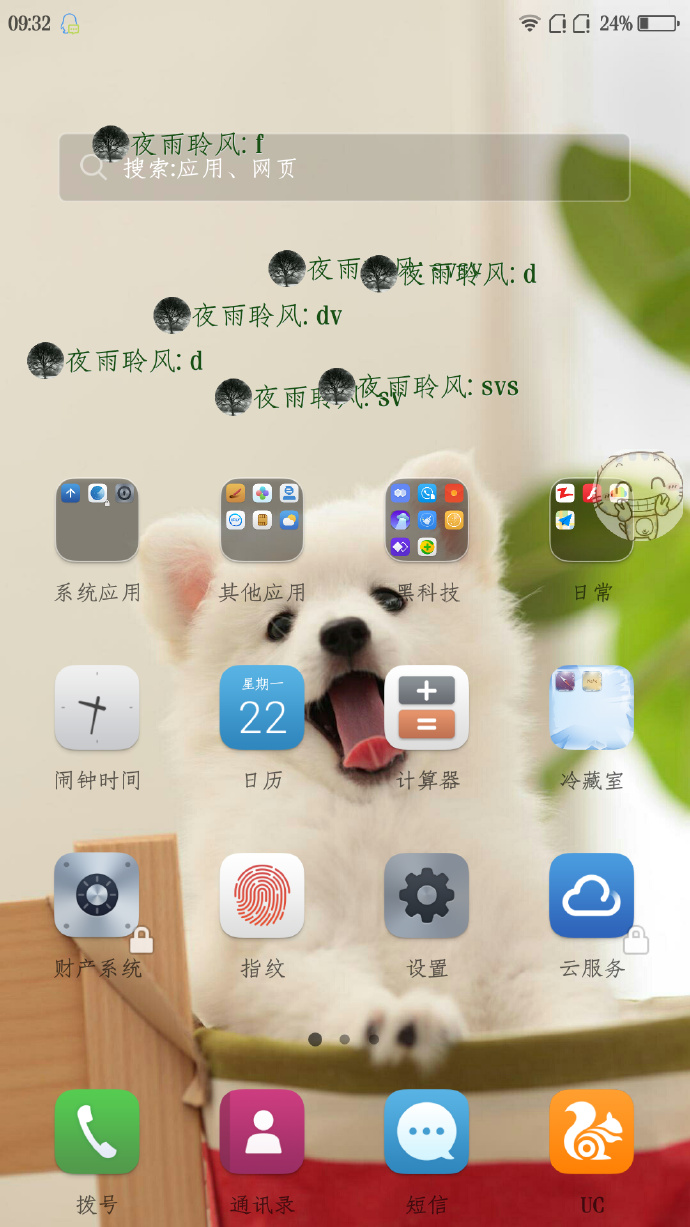 09:32 24%
夜雨聆风: f
搜索:应用、网页
夜雨聆风: svsv
夜雨聆风: d
夜雨聆风: dv
夜雨聆风: d
夜雨聆风: sv
夜雨聆风: svs
系统应用 其他应用 黑科技 日常
星期一
22
闹钟时间 日历 计算器 冷藏室
财产系统 指纹 设置 云服务
拨号 通讯录 短信 UC